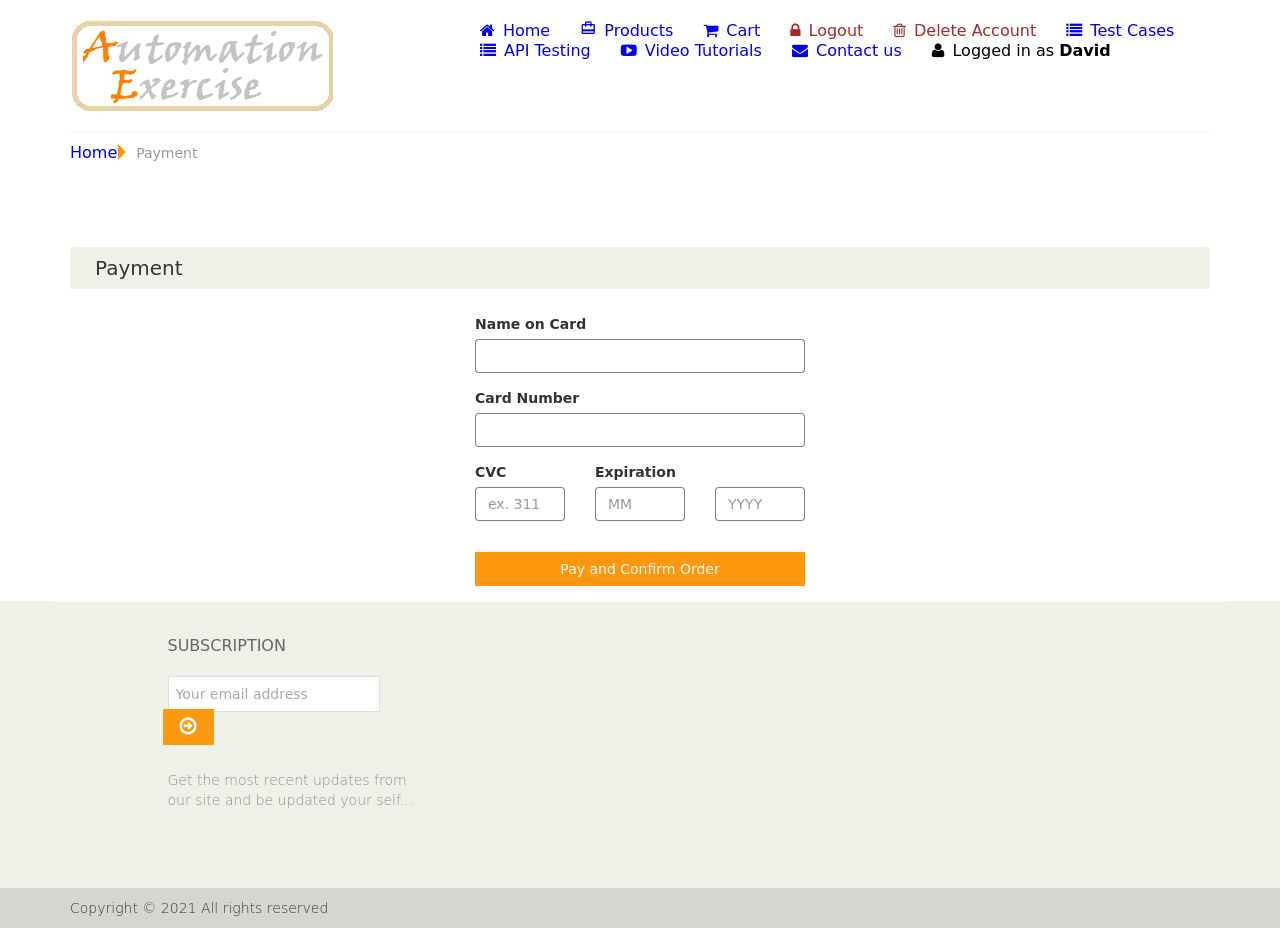 Automation
Exercise
Home Products Cart Logout Delete Account Test Cases
API Testing Video Tutorials Contact us Logged in as David
Home Payment
Payment
Name on Card
Card Number
CVC Expiration
ex. 311 MM YYYY
Pay and Confirm Order
SUBSCRIPTION
Your email address
Get the most recent updates from
our site and be updated your self...
Copyright © 2021 All rights reserved